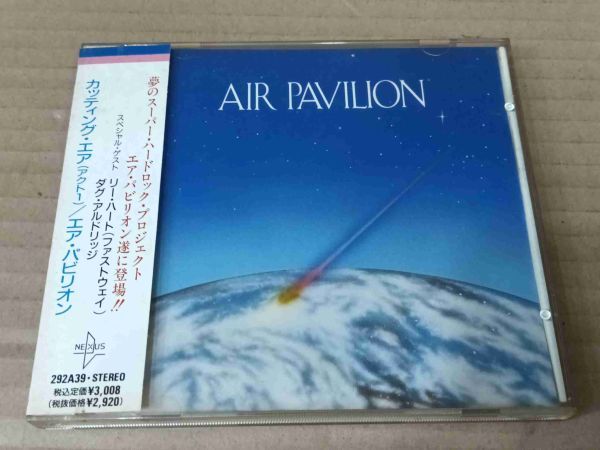 AIR PAVILION
夢のスーパー・ハードロック・プロジェクト
エア・パビリオン遂に登場!!
スペシャル・ゲスト リー・ハート(ファストウェイ)
ダグ・アルドリッジ
カッティング・エア(アクト1)/エア・パビリオン
NEXUS
292A39・STEREO
税込定価¥3,008
(税抜価格¥2,920)